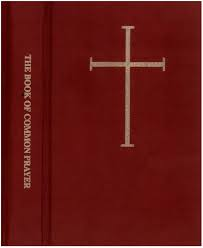 THE BOOK OF COMMON PRAYER